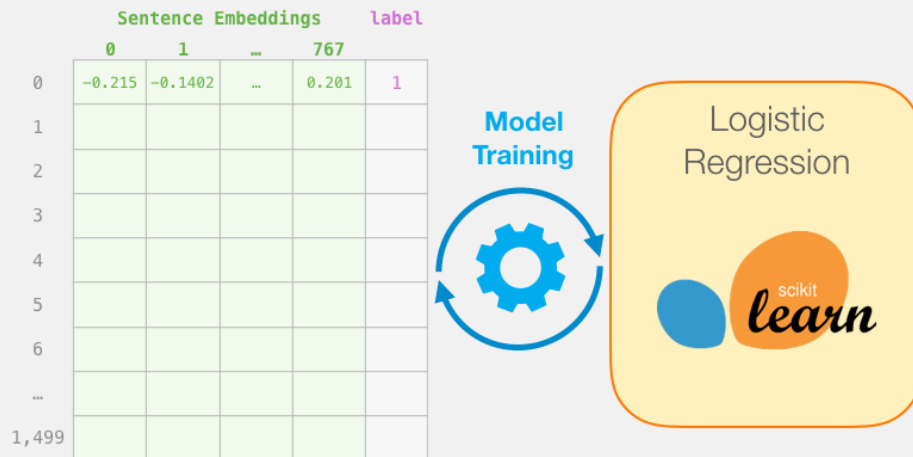 Sentence Embeddings label
0 1 … 767
0 −0.215 −0.1402 … 0.201 1
1
2
3
4
5
6
…
1,499
Model
Training
Logistic
Regression
scikit
learn